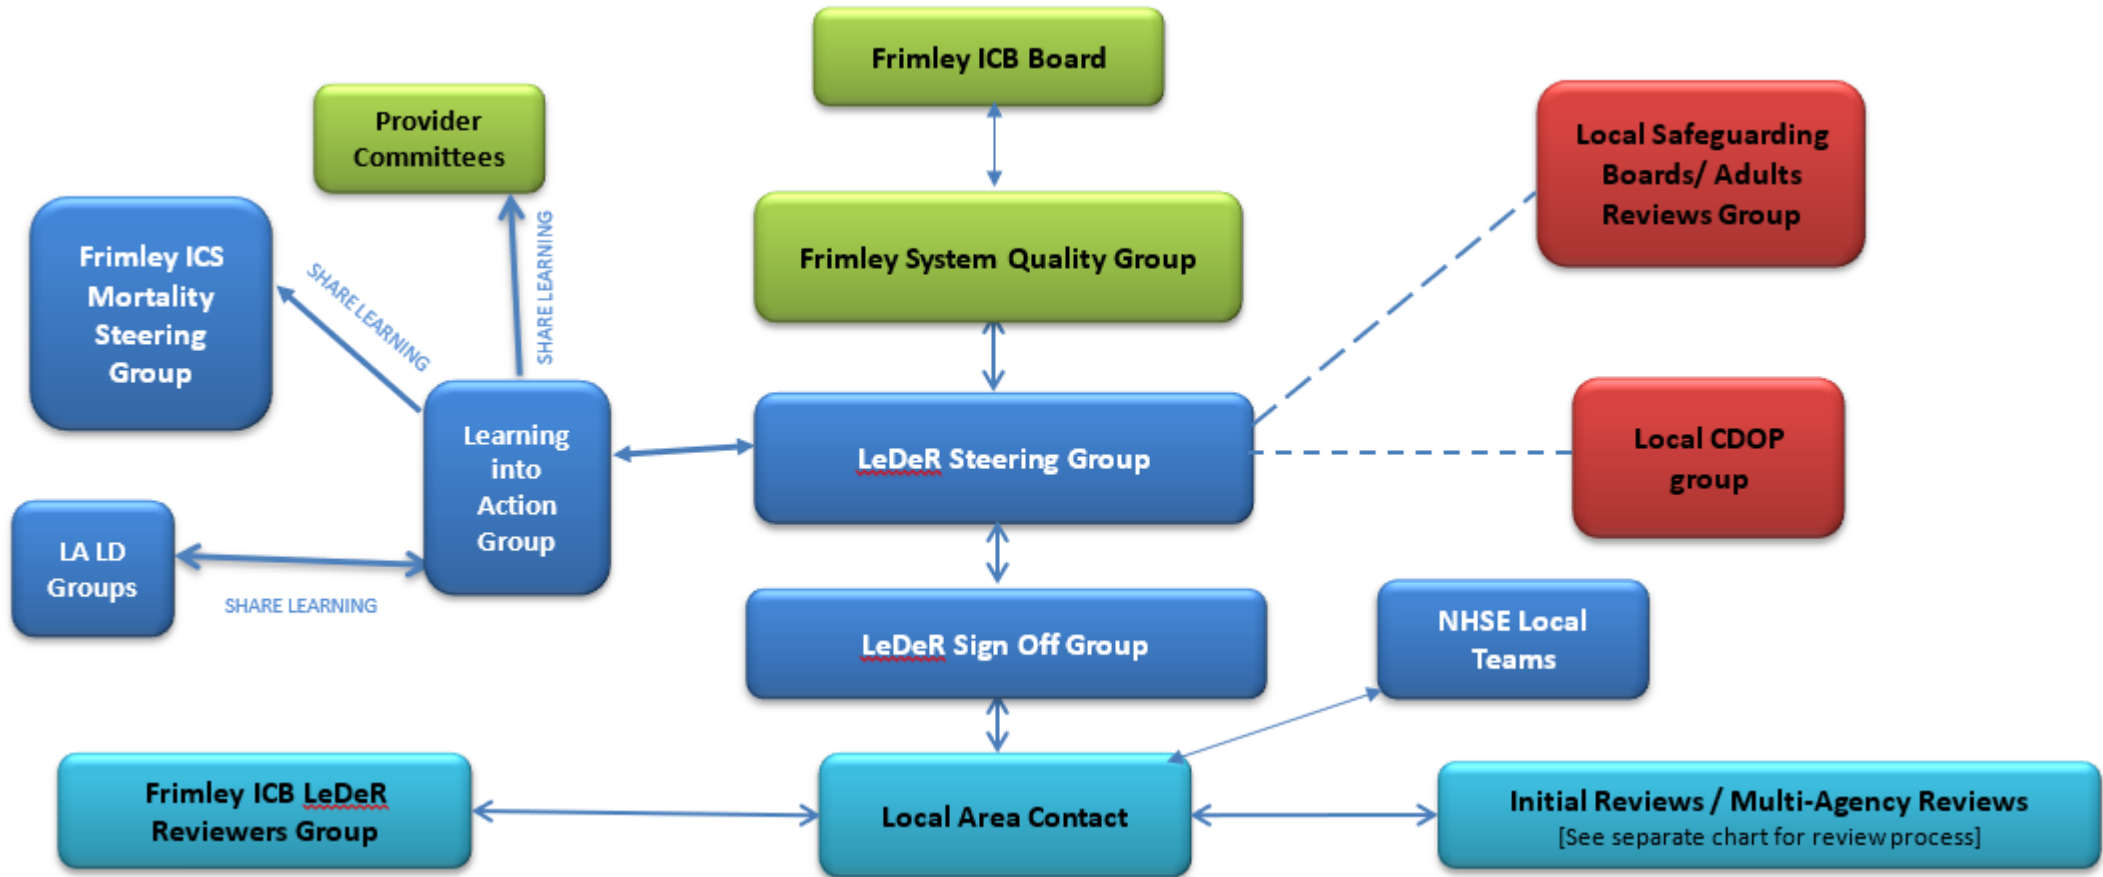 Frimley ICB Board
Provider
Committees
Local Safeguarding
Boards/ Adults
Reviews Group
Frimley System Quality Group
Frimley ICS
Mortality
Steering
Group
SHARE LEARNING
SHARE LEARNING
Learning
into
Action
Group
LeDeR Steering Group
Local CDOP
group
LA LD
Groups
SHARE LEARNING
LeDeR Sign Off Group
NHSE Local
Teams
Frimley ICB LeDeR
Reviewers Group
Local Area Contact
Initial Reviews / Multi-Agency Reviews
[See separate chart for review process]